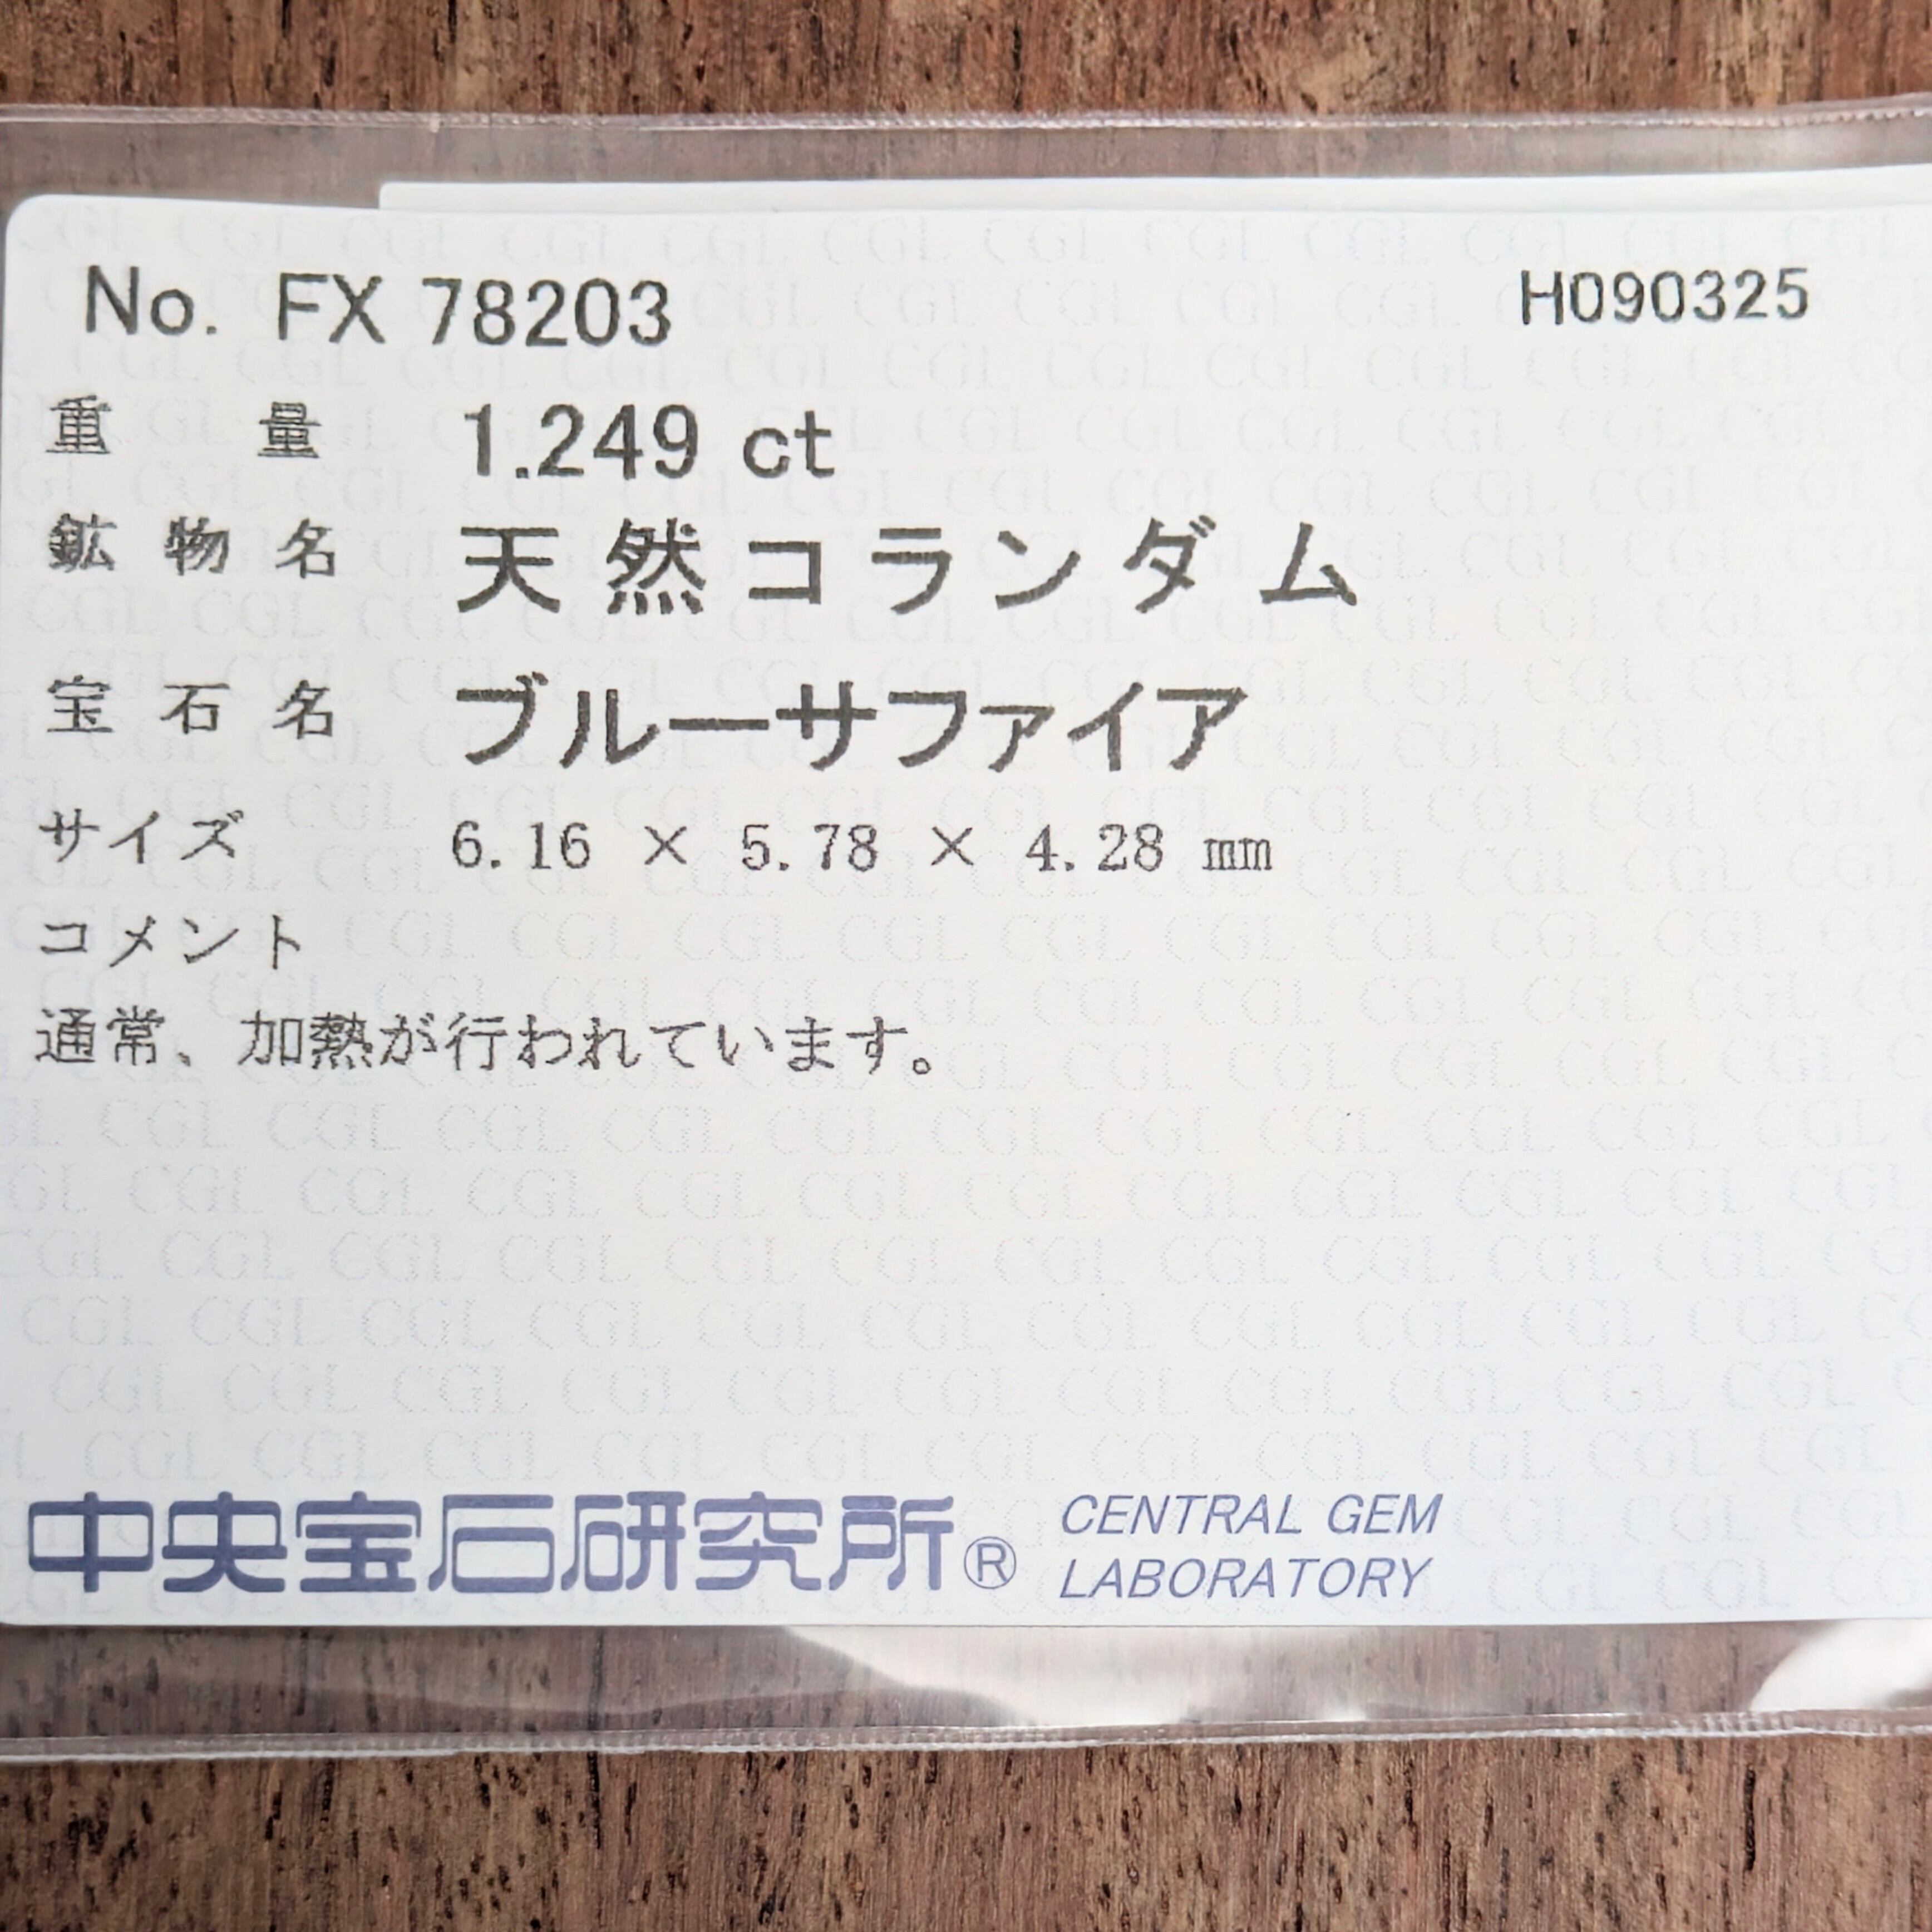 No. FX 78203 H090325
重量 1.249 ct
鉱物名 天然コランダム
宝石名 ブルーサファイア
サイズ 6.16 × 5.78 × 4.28 mm
コメント
通常、加熱が行われています。
中央宝石研究所® CENTRAL GEM
LABORATORY